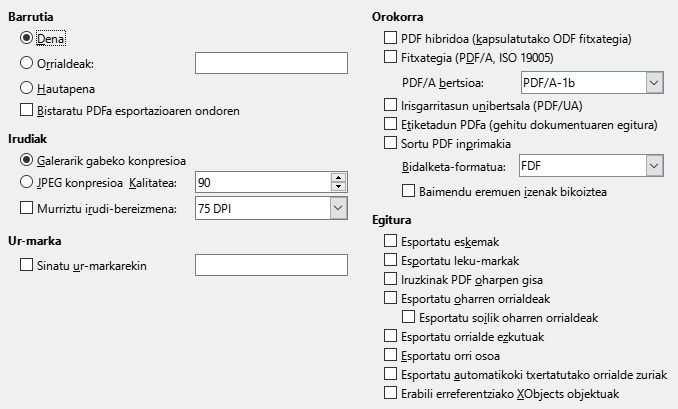 Barrutia
Dena
Orrialdeak:
Hautapena
Bistaratu PDFa esportazioaren ondoren
Irudiak
Galerarik gabeko konpresioa
JPEG konpresioa Kalitatea: 90
Murriztu irudi-bereizmena: 75 DPI
Ur-marka
Sinatu ur-markarekin
Orokorra
PDF hibridoa (kapsulatutako ODF fitxategia)
Fitxategia (PDF/A, ISO 19005)
PDF/A bertsioa: PDF/A-1b
Irisgarritasun unibertsala (PDF/UA)
Etiketadun PDFa (gehitu dokumentuaren egitura)
Sortu PDF inprimakia
Bidalketa-formatua: FDF
Baimendu eremuen izenak bikoiztea
Egitura
Esportatu eskemak
Esportatu leku-markak
Iruzkinak PDF oharpen gisa
Esportatu oharren orrialdeak
Esportatu soilik oharren orrialdeak
Esportatu orrialde ezkutuak
Esportatu orri osoa
Esportatu automatikoki txertatutako orrialde zuriak
Erabili erreferentziako XObjects objektuak